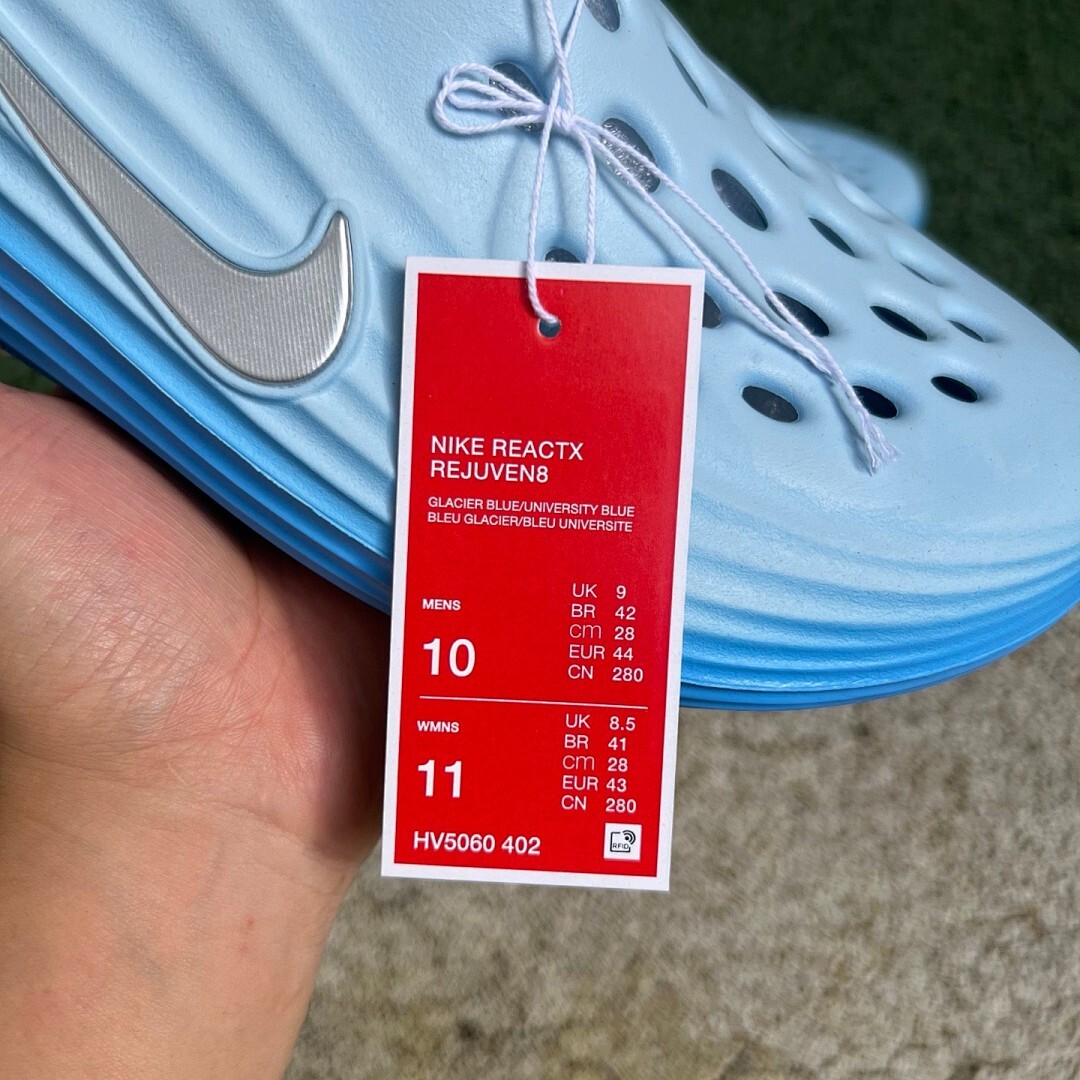 NIKE REACTX
REJUVEN8
GLACIER BLUE/UNIVERSITY BLUE
BLEU GLACIER/BLEU UNIVERSITE
MENS
10
UK 9
BR 42
cm 28
EUR 44
CN 280
WMNS
11
UK 8.5
BR 41
cm 28
EUR 43
CN 280
HV5060 402
RFID